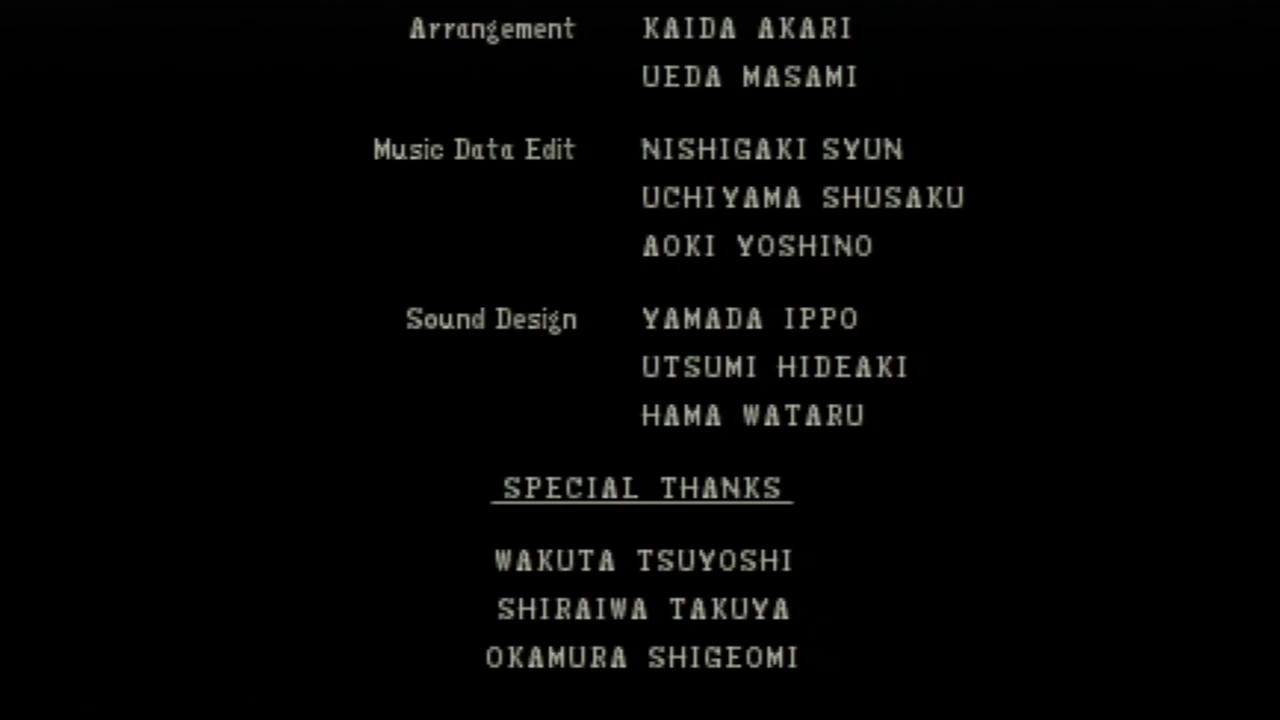 Arrangement KAIDA AKARI
UEDA MASAMI
Music Data Edit NISHIGAKI SYUN
UCHIYAMA SHUSAKU
AOKI YOSHINO
Sound Design YAMADA IPPO
UTSUMI HIDEAKI
HAMA WATARU
SPECIAL THANKS
WAKUTA TSUYOSHI
SHIRAIWA TAKUYA
OKAMURA SHIGEOMI